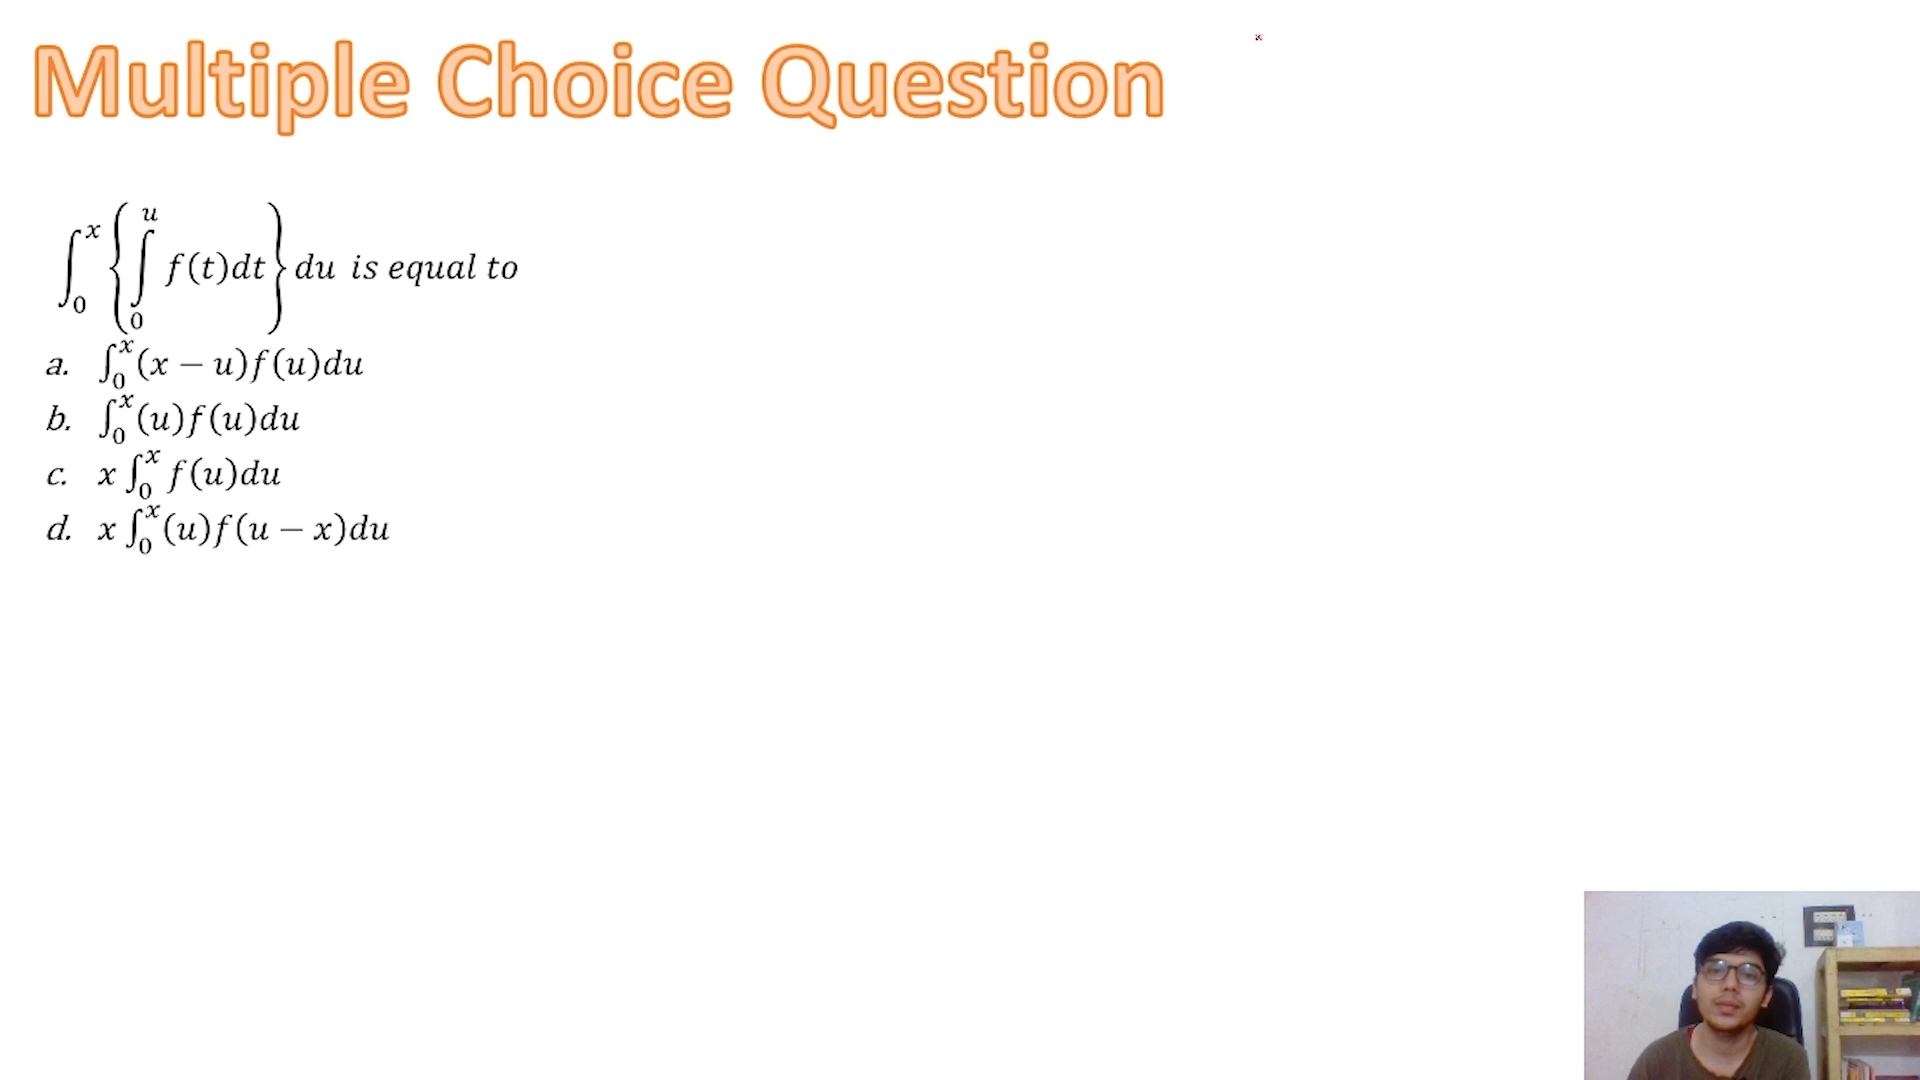 Multiple Choice Question
∫₀ˣ {∫₀ᵘ f(t)dt} du is equal to
a. ∫₀ˣ(x − u)f(u)du
b. ∫₀ˣ(u)f(u)du
c. x ∫₀ˣ f(u)du
d. x ∫₀ˣ(u)f(u − x)du